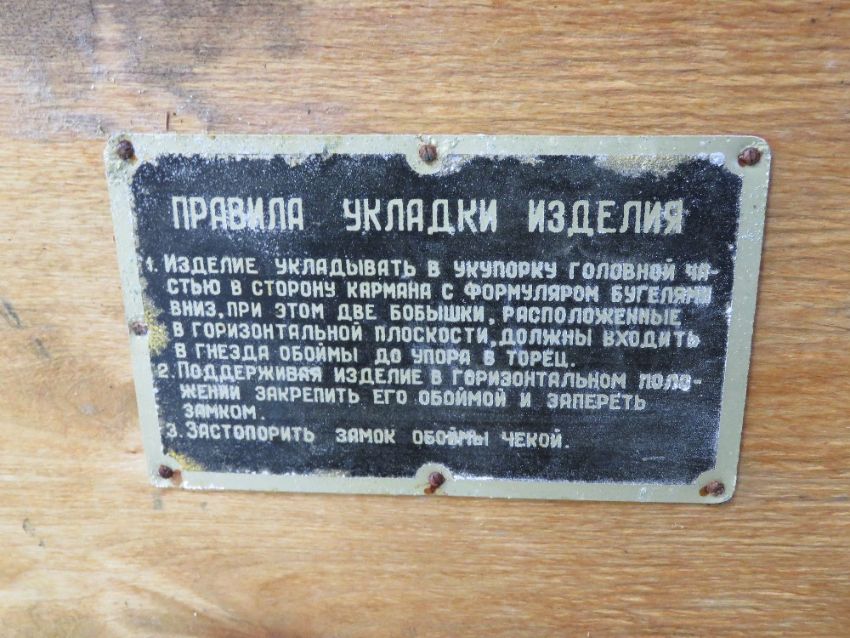 ПРАВИЛА УКЛАДКИ ИЗДЕЛИЯ
1. ИЗДЕЛИЕ УКЛАДЫВАТЬ В УКУПОРКУ ГОЛОВНОЙ ЧА-
СТЬЮ В СТОРОНУ КАРМАНА С ФОРМУЛЯРОМ БУГЕЛЯМИ
ВНИЗ, ПРИ ЭТОМ ДВЕ БОБЫШКИ, РАСПОЛОЖЕННЫЕ
В ГОРИЗОНТАЛЬНОЙ ПЛОСКОСТИ, ДОЛЖНЫ ВХОДИТЬ
В ГНЕЗДА ОБОЙМЫ ДО УПОРА В ТОРЕЦ.
2. ПОДДЕРЖИВАЯ ИЗДЕЛИЕ В ГОРИЗОНТАЛЬНОМ ПОЛО-
ЖЕНИИ ЗАКРЕПИТЬ ЕГО ОБОЙМОЙ И ЗАПЕРЕТЬ
ЗАМКОМ.
3. ЗАСТОПОРИТЬ ЗАМОК ОБОЙМЫ ЧЕКОЙ.